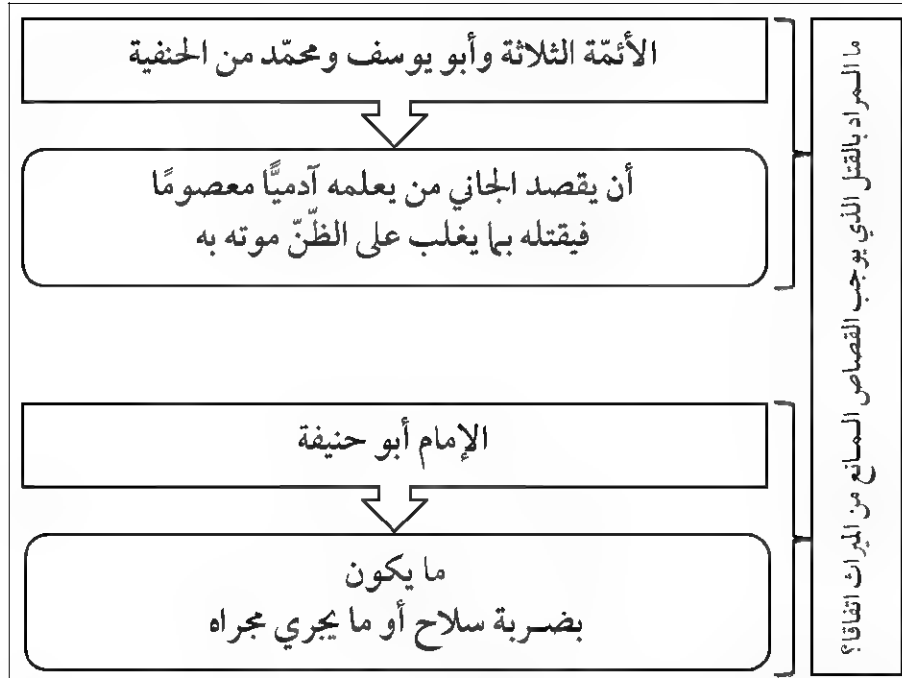 ما المراد بالقتل الذي يوجب القصاص المانع من الميراث اتفاقا؟
الأئمّة الثلاثة وأبو يوسف ومحمّد من الحنفية
أن يقصد الجاني من يعلمه آدميًّا معصومًا
فيقتله بما يغلب على الظّنّ موته به
الإمام أبو حنيفة
ما يكون
بضربة سلاح أو ما يجري مجراه